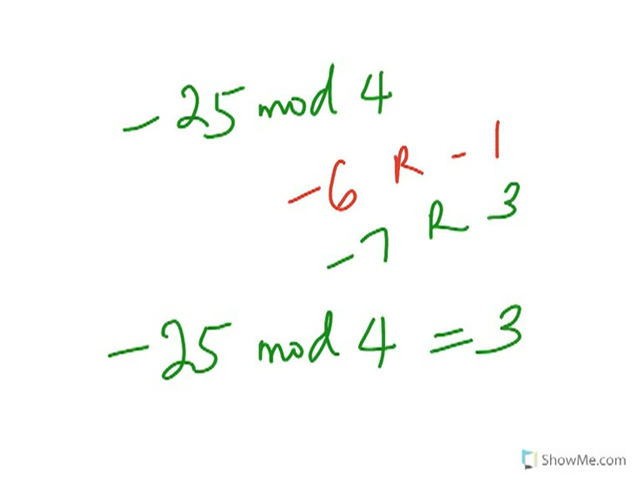 -25 mod 4
-6 R -1
-7 R 3
-25 mod 4 = 3
ShowMe.com